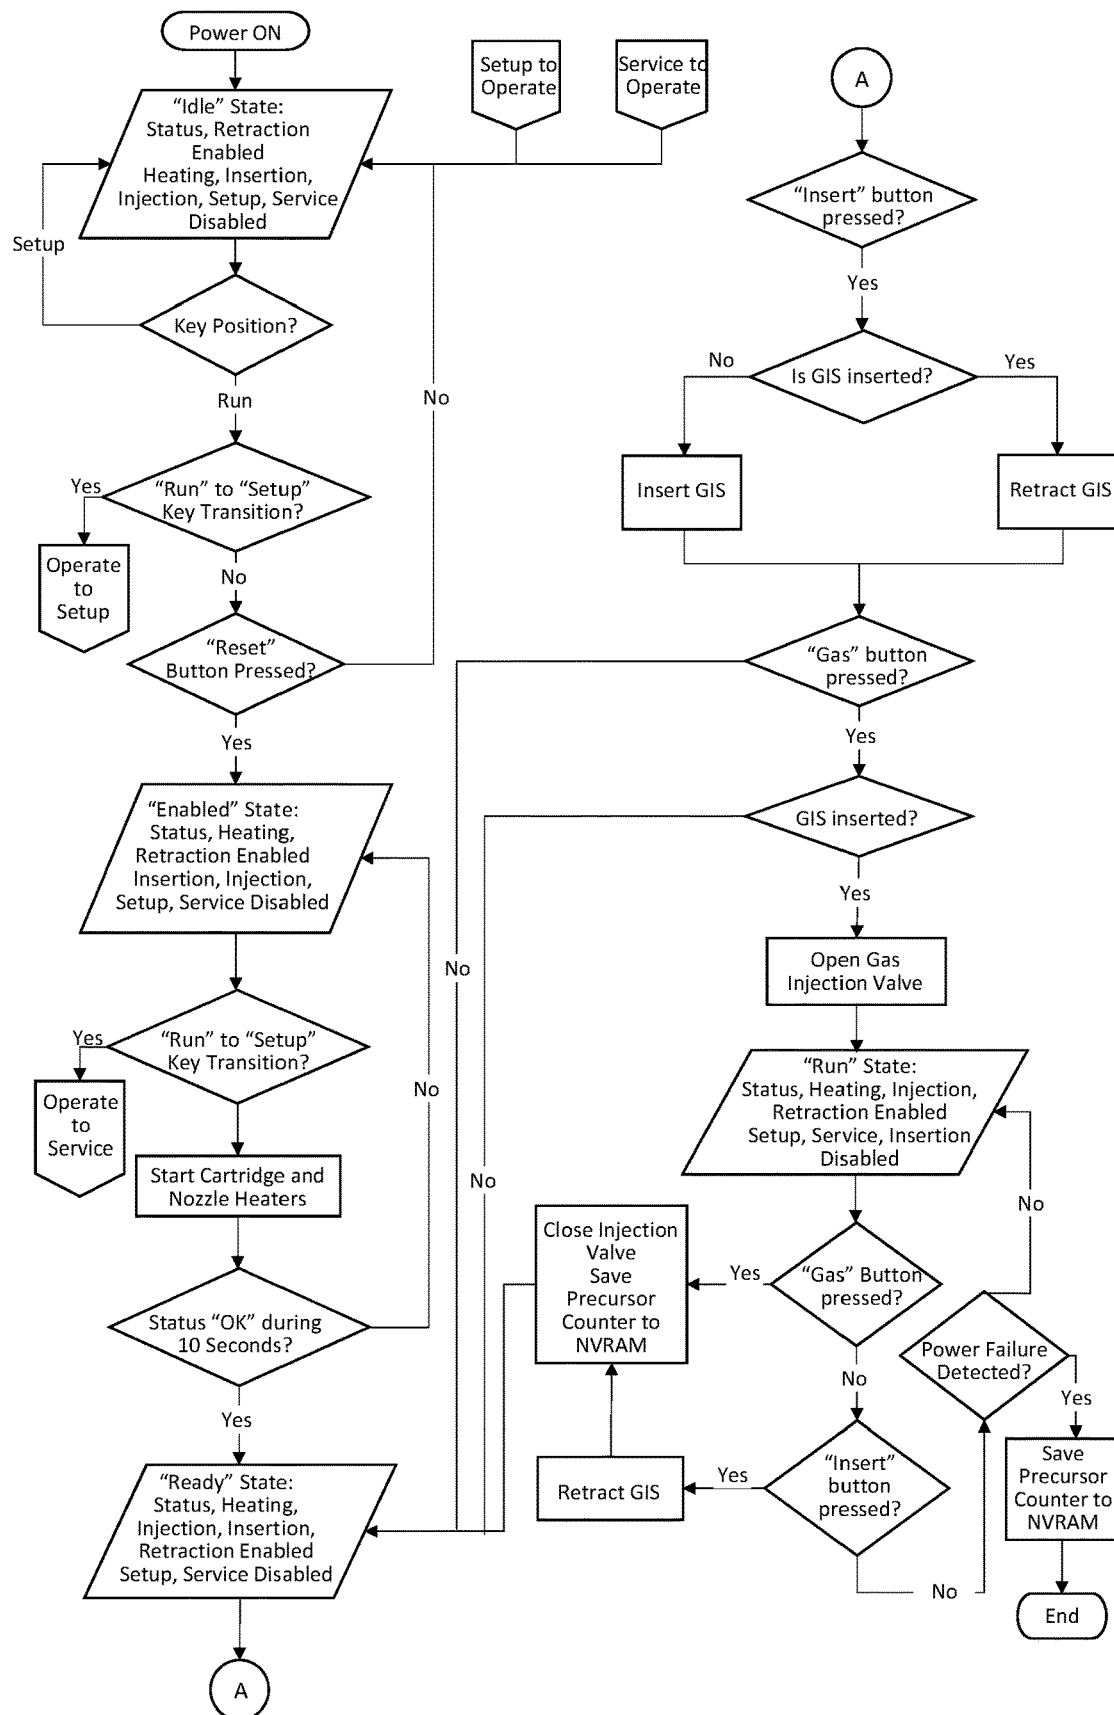 Power ON
"Idle" State:
Status, Retraction
Enabled
Heating, Insertion,
Injection, Setup, Service
Disabled
Setup to
Operate
Service to
Operate
Setup
Key Position?
Run
No
"Run" to "Setup"
Key Transition?
Yes
Operate
to
Setup
No
"Reset"
Button Pressed?
Yes
"Enabled" State:
Status, Heating,
Retraction Enabled
Insertion, Injection,
Setup, Service Disabled
"Run" to "Setup"
Key Transition?
Yes
Operate
to
Service
No
Start Cartridge and
Nozzle Heaters
Status "OK" during
10 Seconds?
Yes
"Ready" State:
Status, Heating,
Injection, Insertion,
Retraction Enabled
Setup, Service Disabled
A
A
"Insert" button
pressed?
Yes
No
Is GIS inserted?
Yes
Insert GIS
Retract GIS
"Gas" button
pressed?
Yes
GIS inserted?
No
Yes
Open Gas
Injection Valve
"Run" State:
Status, Heating, Injection,
Retraction Enabled
Setup, Service, Insertion
Disabled
No
No
Close Injection
Valve
Save
Precursor
Counter to
NVRAM
Yes
"Gas" Button
pressed?
No
Power Failure
Detected?
Yes
Retract GIS
Yes
"Insert"
button
pressed?
Save
Precursor
Counter to
NVRAM
No
End